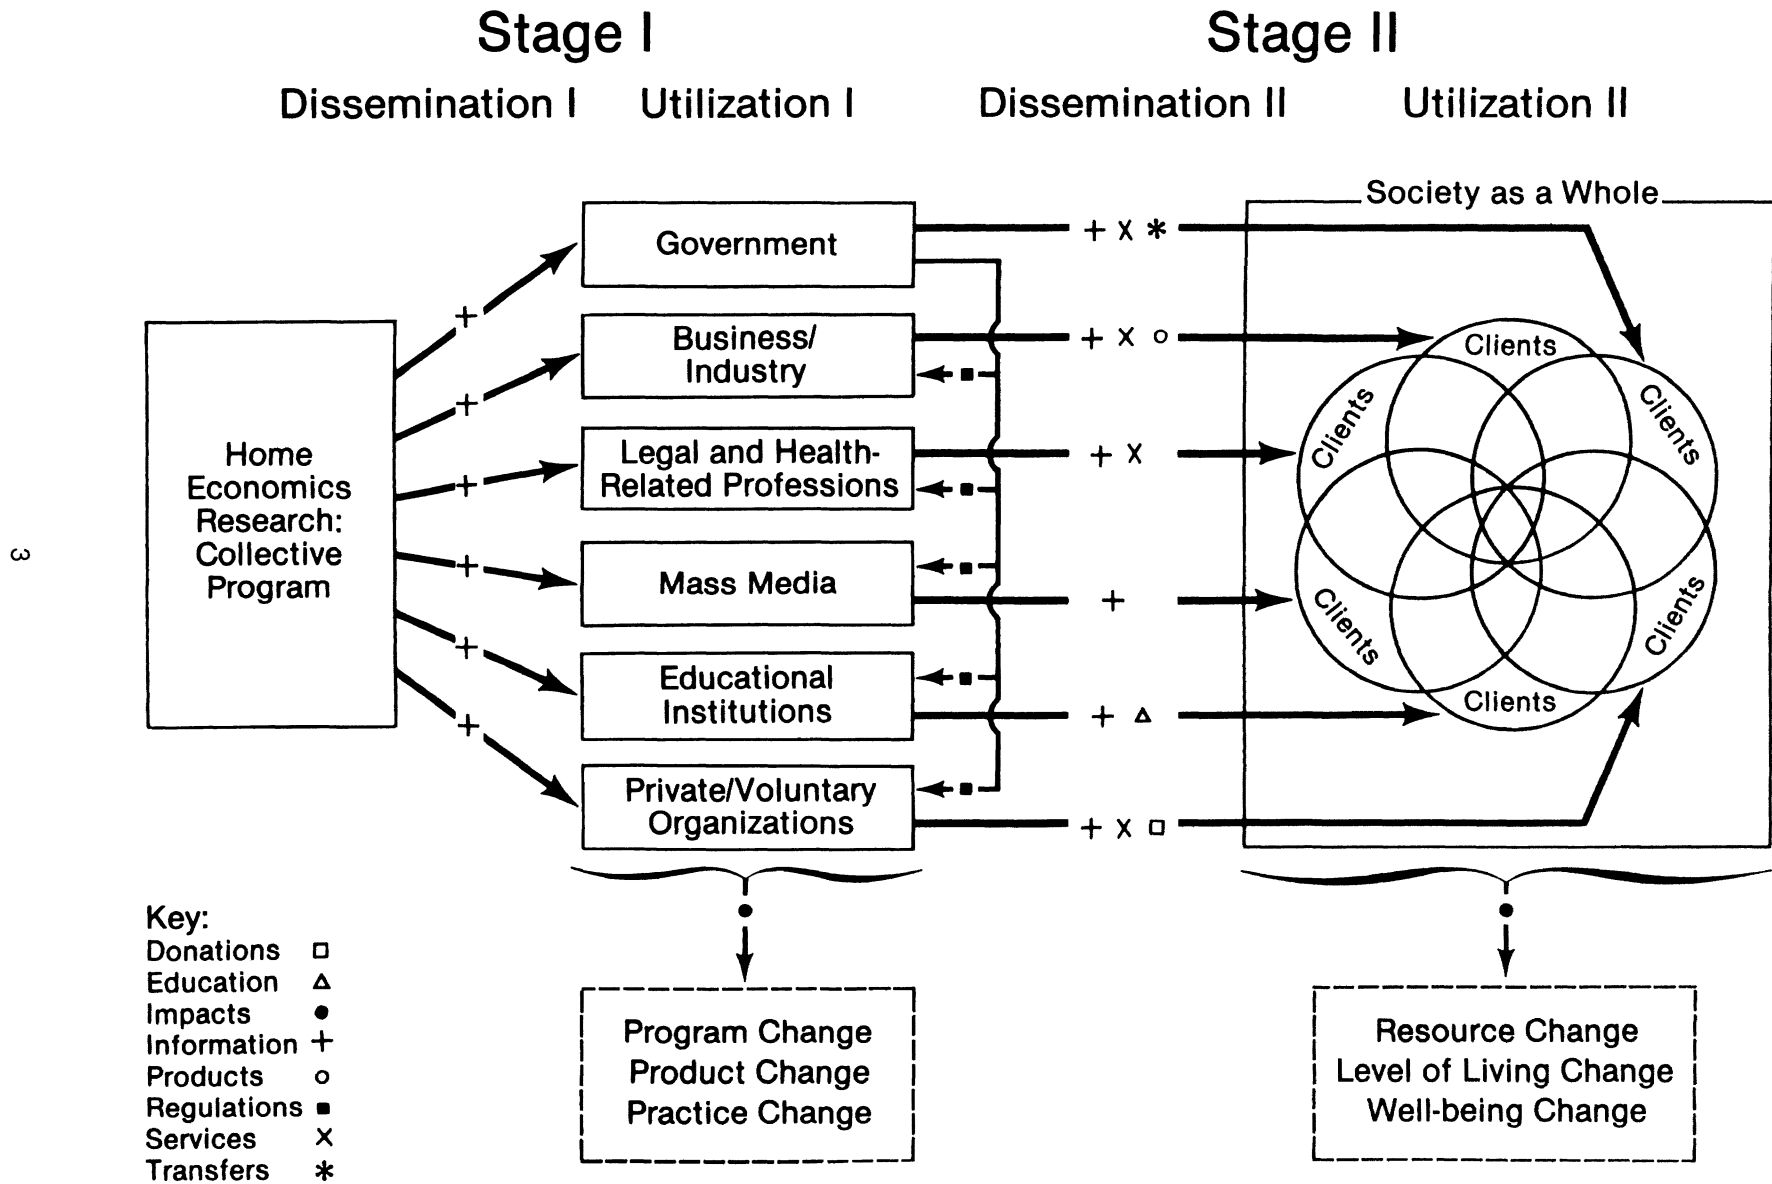 Stage I
Stage II
Dissemination I
Utilization I
Dissemination II
Utilization II
Society as a Whole
Government
+ X *
Business/
Industry
+ X o
Legal and Health-
Related Professions
+ X
Mass Media
+
Educational
Institutions
+ △
Private/Voluntary
Organizations
+ X □
Home
Economics
Research:
Collective
Program
+
+
+
+
+
+
■
■
■
■
■
Clients
Clients
Clients
Clients
Clients
Clients
3
Key:
Donations □
Education △
Impacts ●
Information +
Products o
Regulations ■
Services X
Transfers *
●
Program Change
Product Change
Practice Change
●
Resource Change
Level of Living Change
Well-being Change